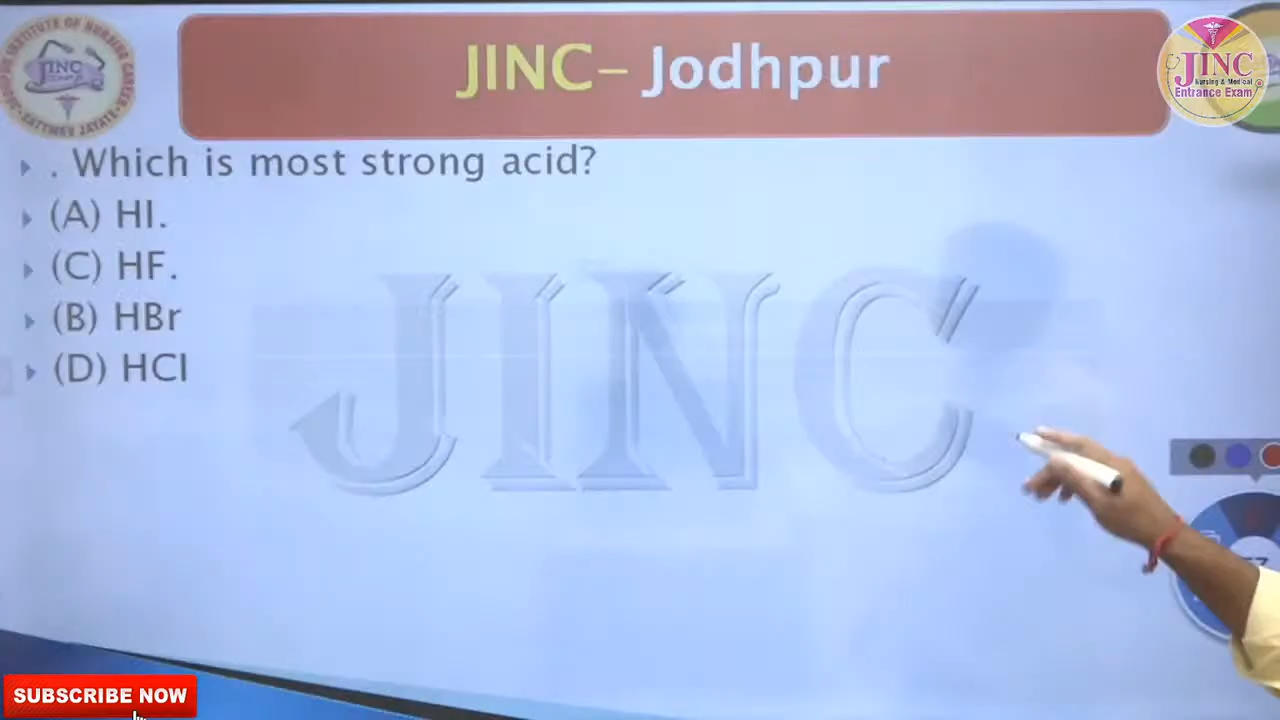 JINC- Jodhpur
JINC
Nursing & Medical
Entrance Exam
. Which is most strong acid?
(A) HI.
(C) HF.
(B) HBr
(D) HCl
JINC
SUBSCRIBE NOW